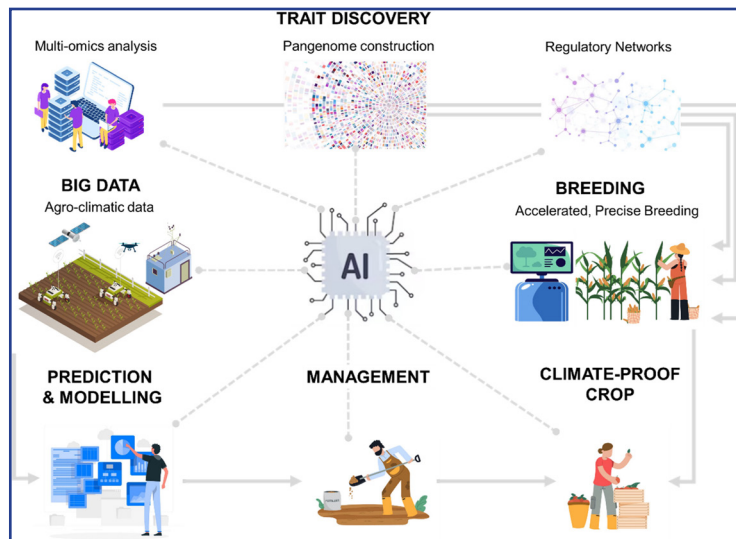 TRAIT DISCOVERY
Multi-omics analysis
Pangenome construction
Regulatory Networks
BIG DATA
Agro-climatic data
BREEDING
Accelerated, Precise Breeding
AI
PREDICTION
& MODELLING
MANAGEMENT
CLIMATE-PROOF
CROP